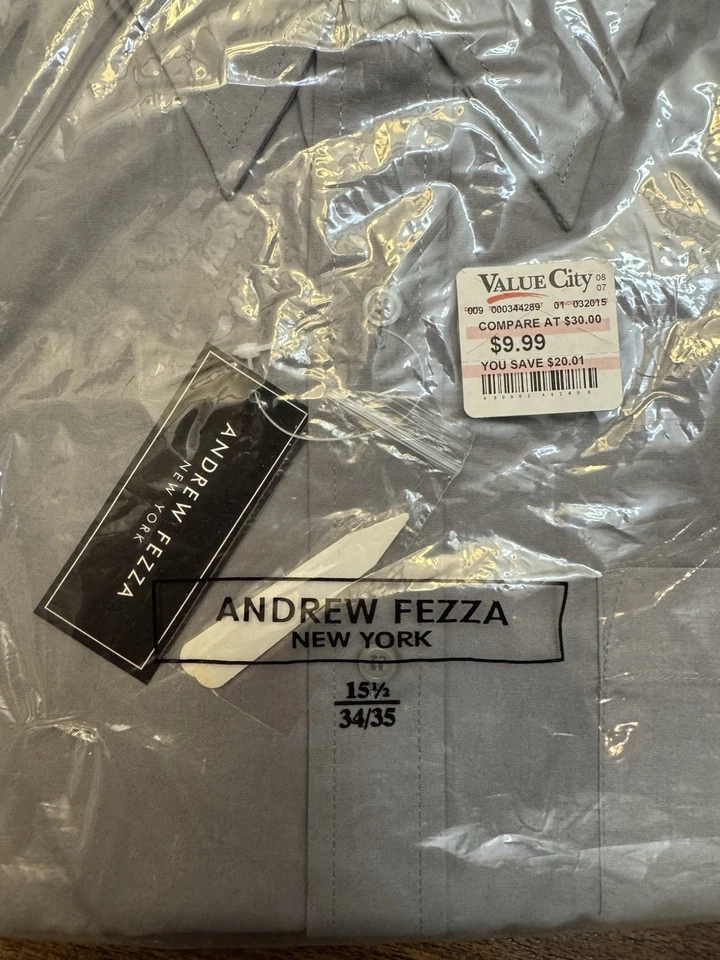 VALUE City 08
07
009 000344289 01 032015
COMPARE AT $30.00
$9.99
YOU SAVE $20.01
ANDREW FEZZA
NEW YORK
ANDREW FEZZA
NEW YORK
15½
34/35